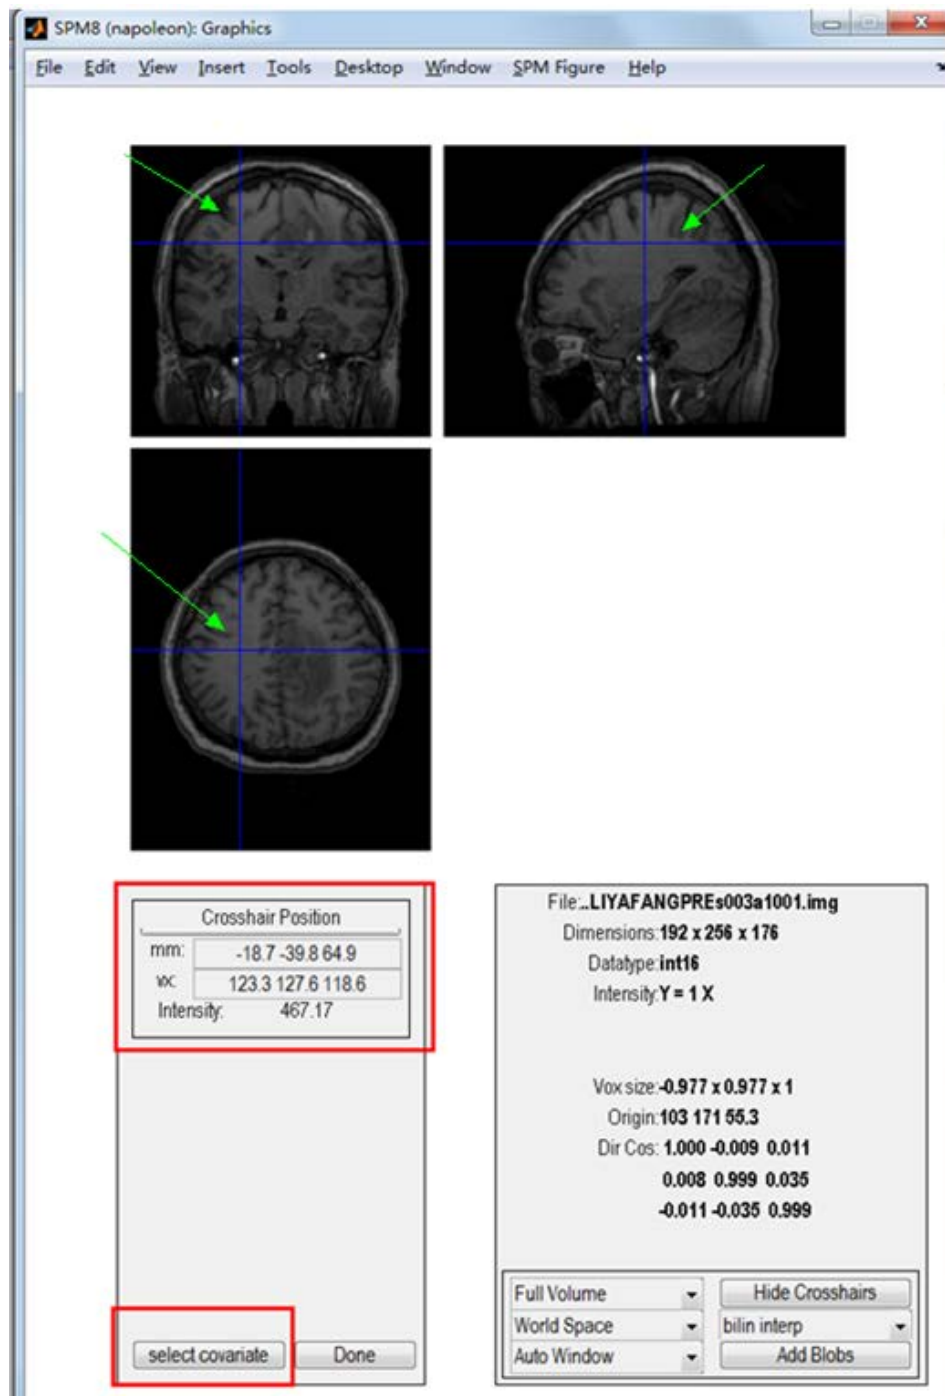 SPM8 (napoleon): Graphics
File Edit View Insert Tools Desktop Window SPM Figure Help
Crosshair Position
mm: -18.7 -39.8 64.9
vx: 123.3 127.6 118.6
Intensity: 467.17
select covariate Done
File:..LIYAFANGPREs003a1001.img
Dimensions:192 x 256 x 176
Datatype:int16
Intensity:Y = 1 X
Vox size:-0.977 x 0.977 x 1
Origin:103 171 55.3
Dir Cos: 1.000 -0.009 0.011
0.008 0.999 0.035
-0.011 -0.035 0.999
Full Volume Hide Crosshairs
World Space bilin interp
Auto Window Add Blobs